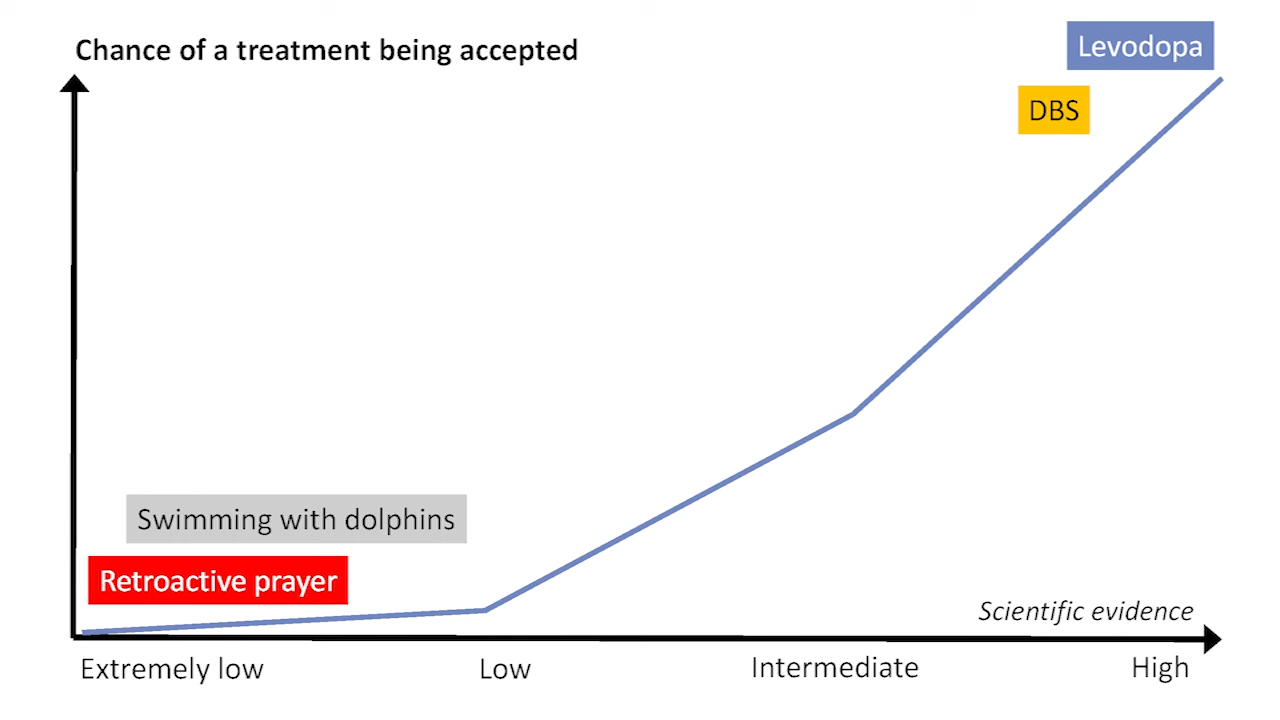 Chance of a treatment being accepted
Levodopa
DBS
Swimming with dolphins
Retroactive prayer
Scientific evidence
Extremely low
Low
Intermediate
High